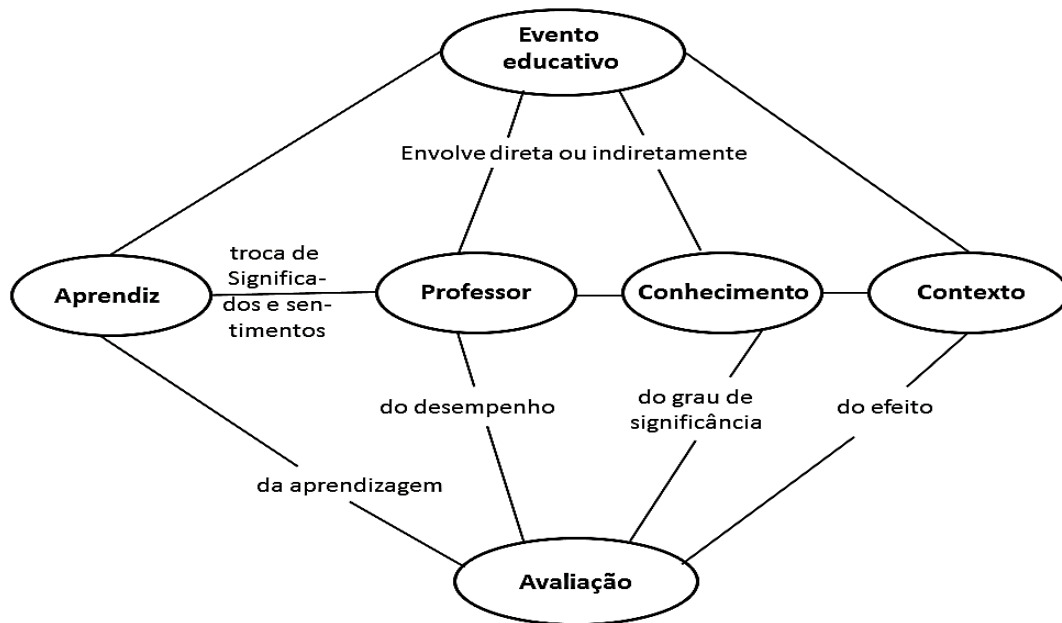 Evento
educativo
Envolve direta ou indiretamente
troca de
Significa-
dos e sen-
timentos
Aprendiz
Professor
Conhecimento
Contexto
do desempenho
do grau de
significância
do efeito
da aprendizagem
Avaliação